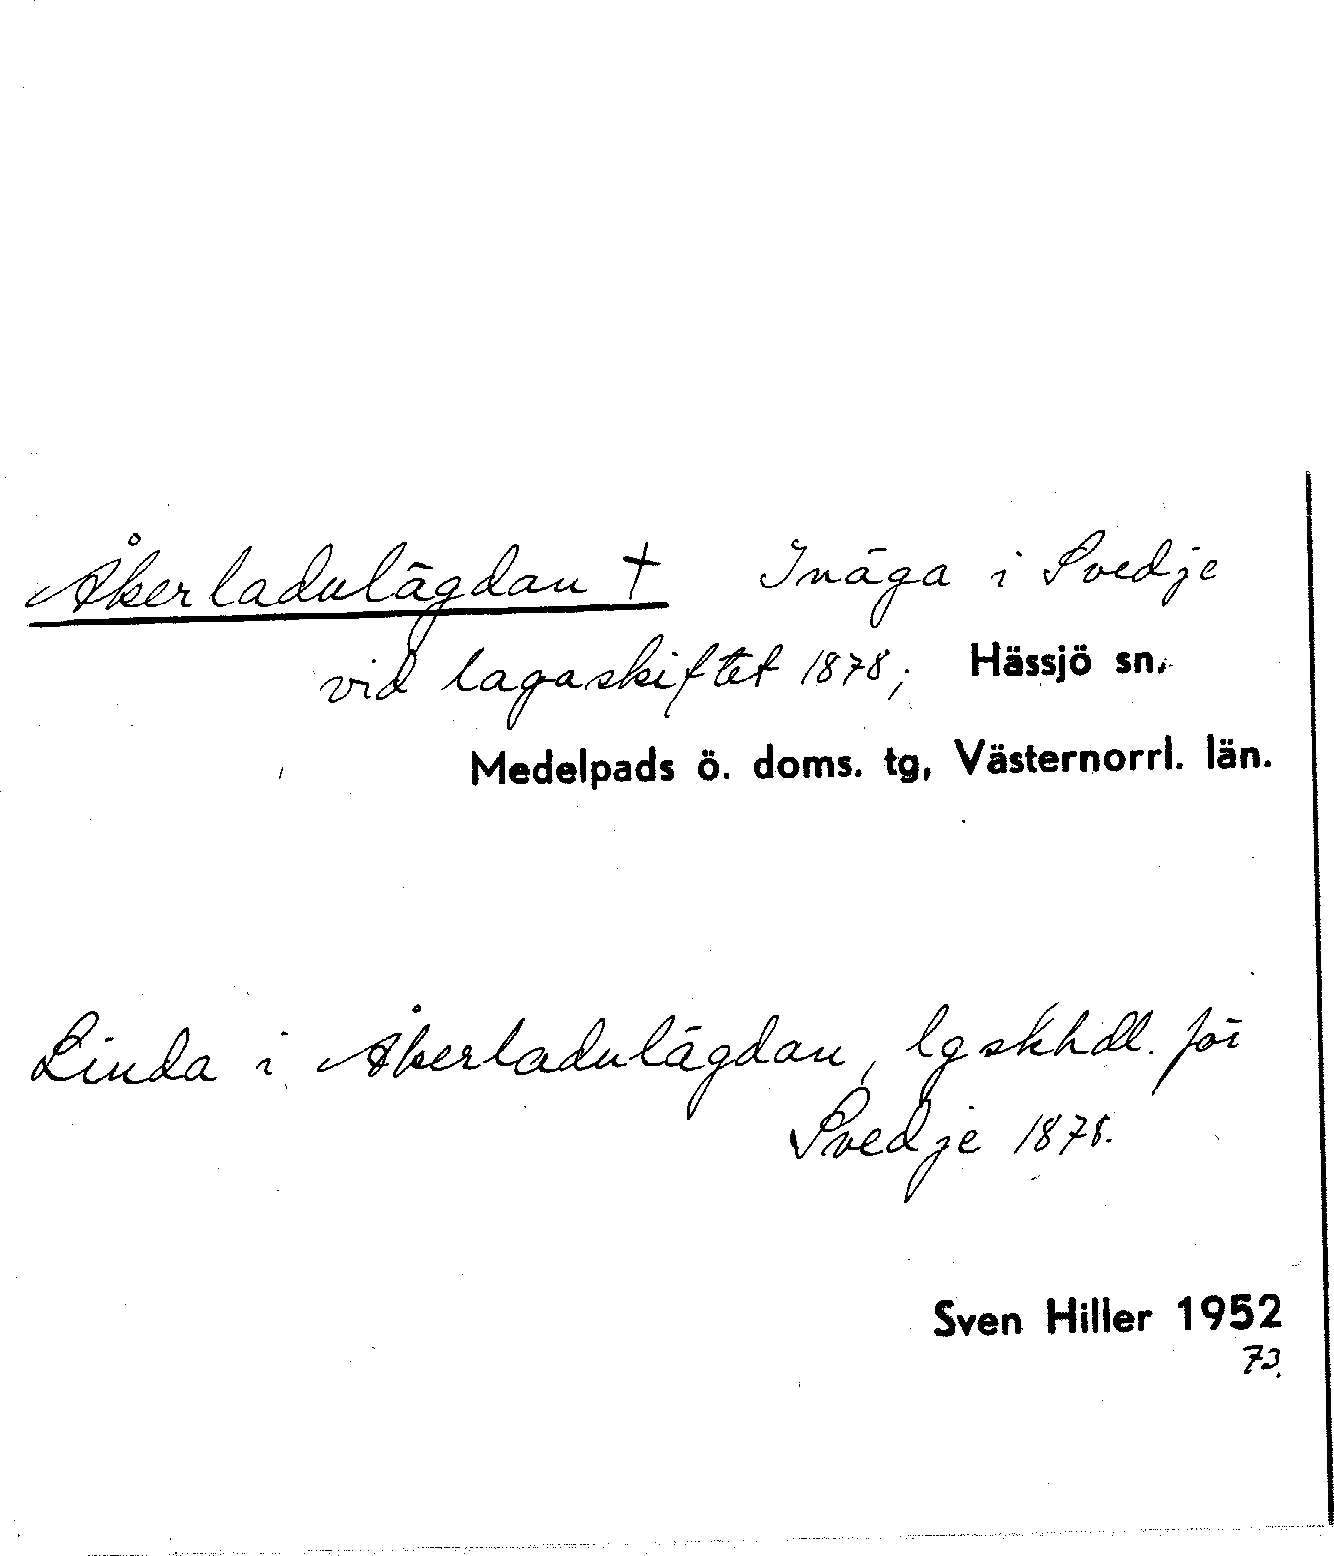 Åkerladulägdan † Inäga i Svedje
vid lagaskiftet 1878; Hässjö sn.
Medelpads ö. doms. tg, Västernorrl. län.
Linda i Åkerladulägdan, lgskhdl. för
Svedje 1878.
Sven Hiller 1952
73.